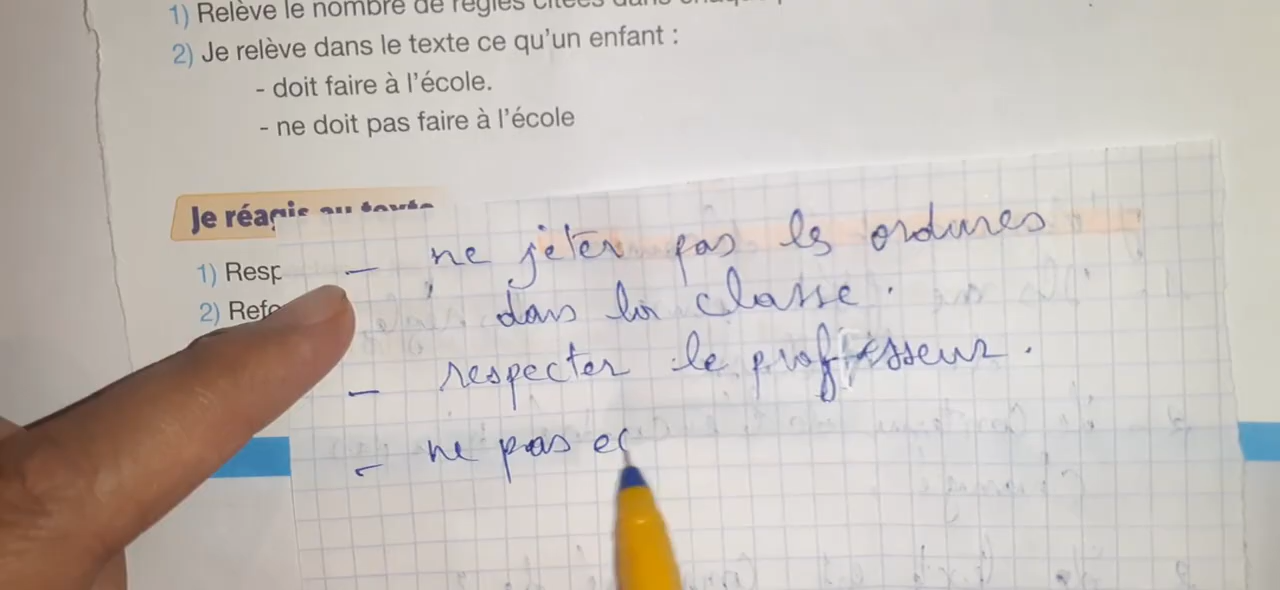 1) Relève le nombre de règles citées dans
2) Je relève dans le texte ce qu'un enfant :
- doit faire à l'école.
- ne doit pas faire à l'école
Je réagis au texte
1) Resp
2) Refo
- ne jeter pas les ordures
dans la classe.
- respecter le professeur.
- ne pas ec